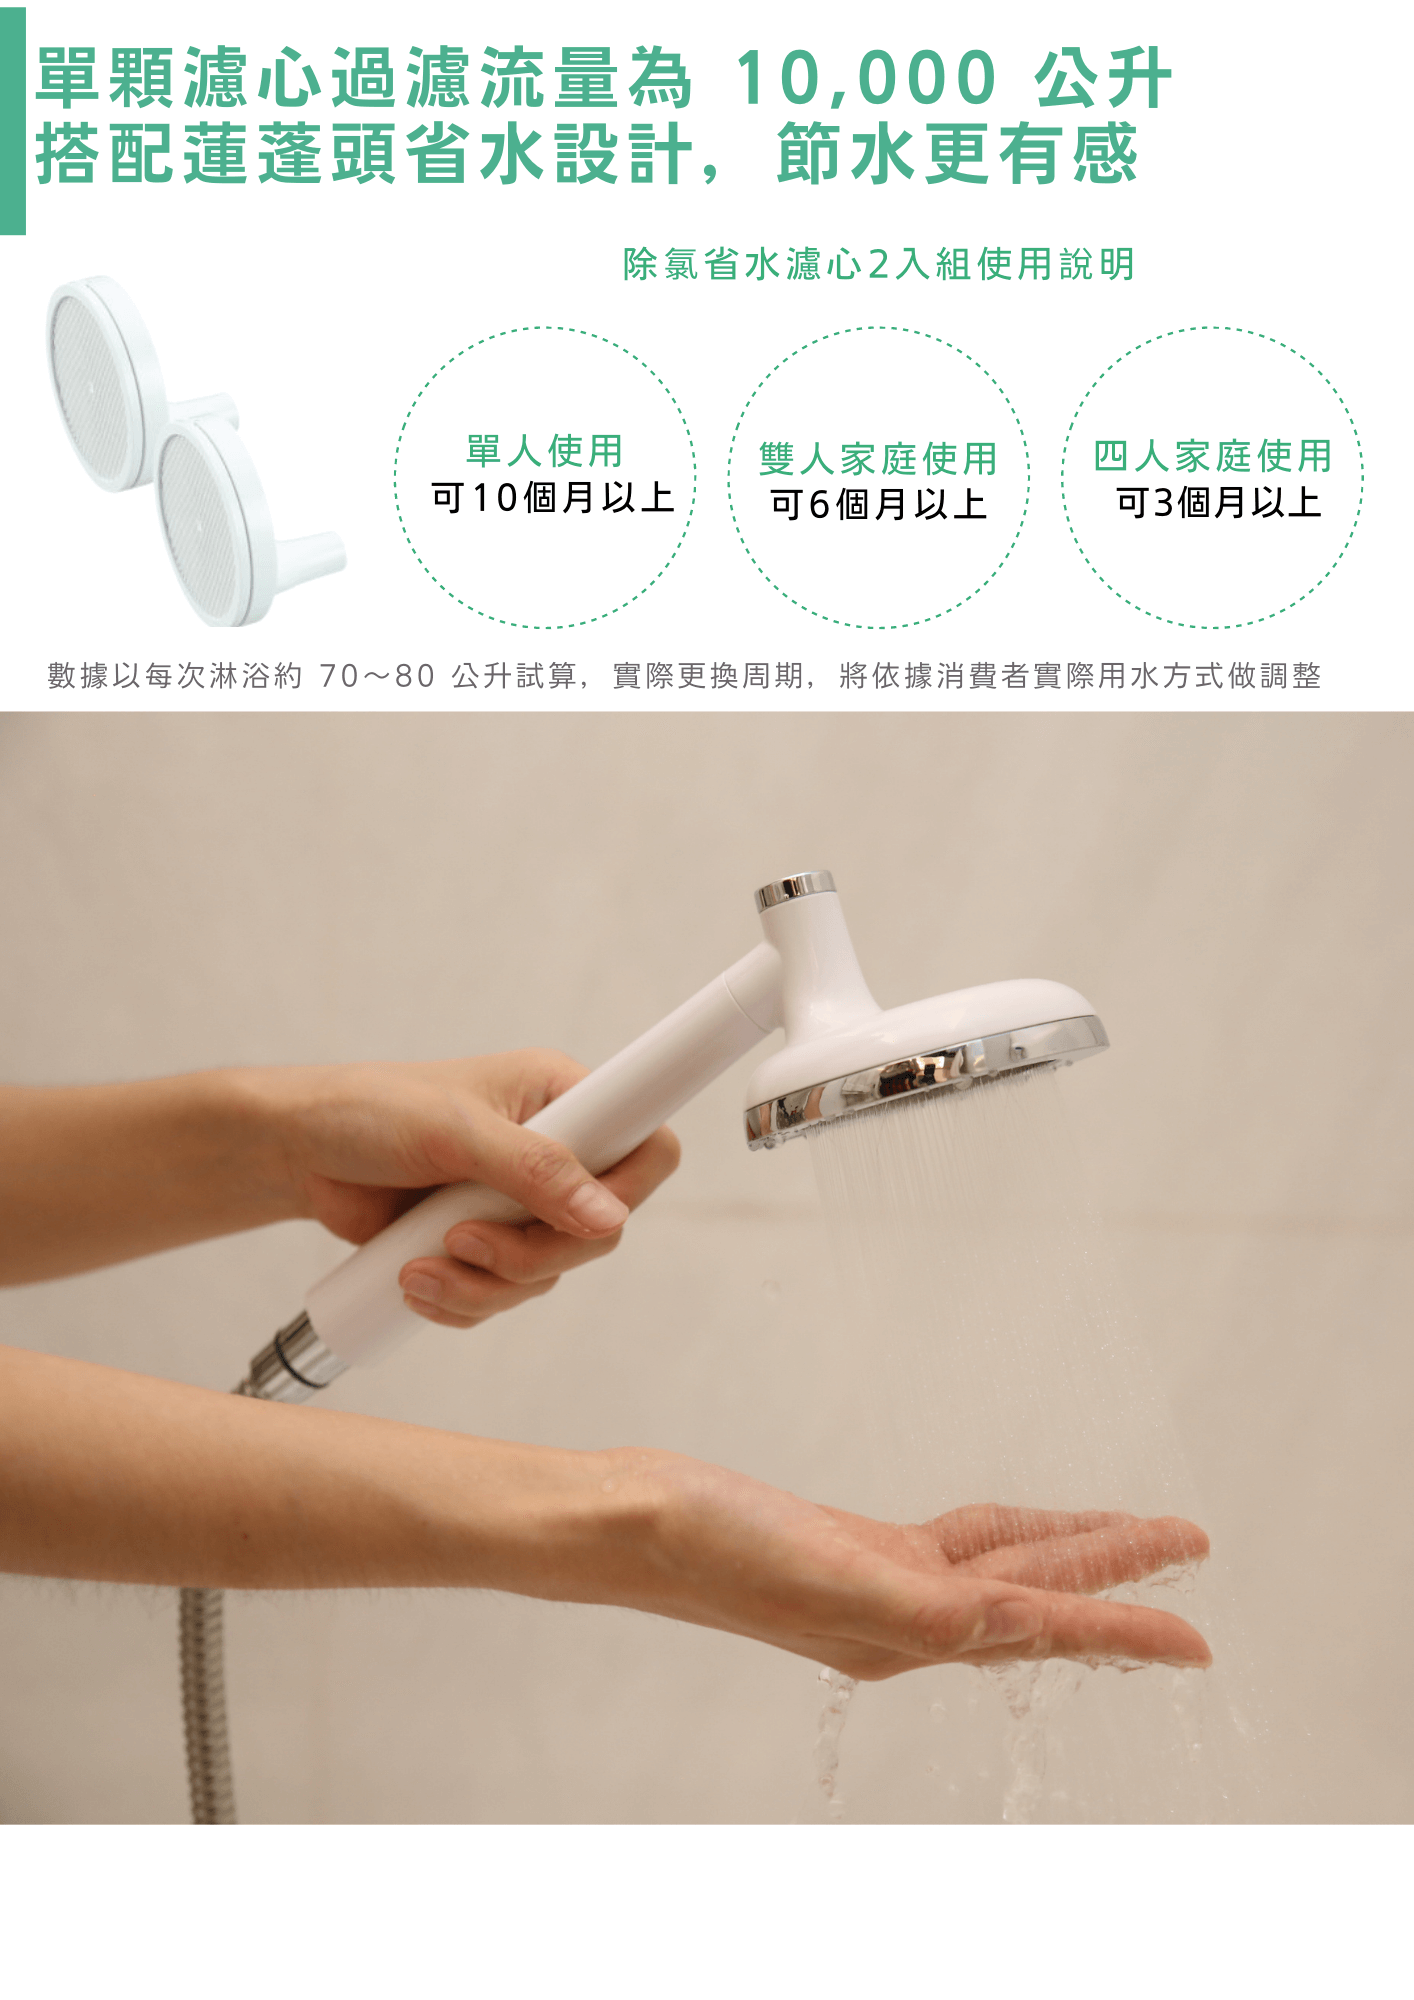 單顆濾心過濾流量為 10,000 公升
搭配蓮蓬頭省水設計，節水更有感
除氯省水濾心2入組使用說明
單人使用
可10個月以上
雙人家庭使用
可6個月以上
四人家庭使用
可3個月以上
數據以每次淋浴約 70～80 公升試算，實際更換周期，將依據消費者實際用水方式做調整